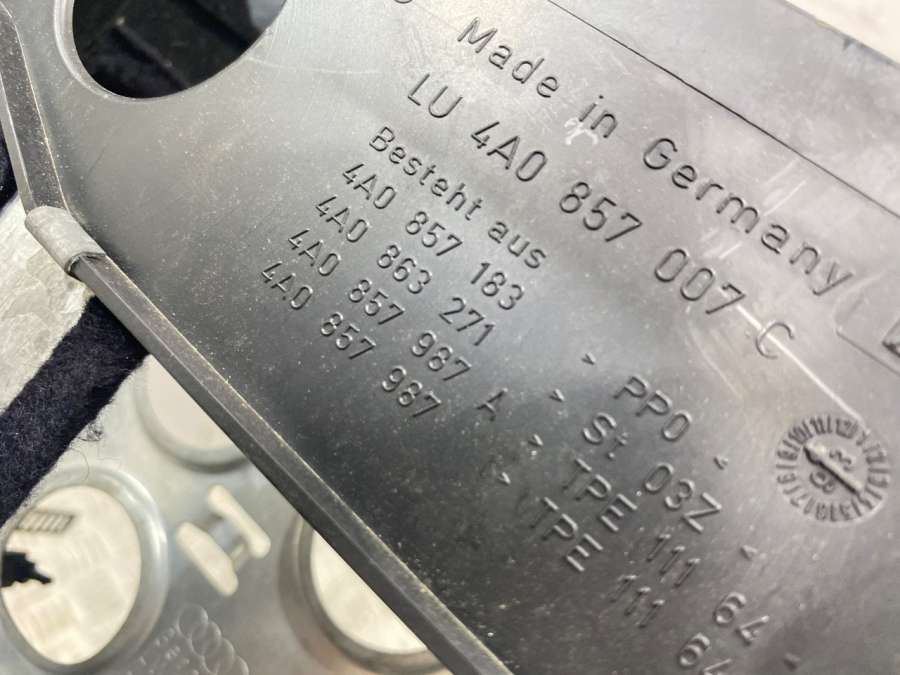 Made in Germany
LU 4A0 857 007 C
Besteht aus
4A0 857 183 > PPO <
4A0 863 271 > St 03Z <
4A0 857 987 A > TPE 111 64 <
4A0 857 987 > TPE 111 64